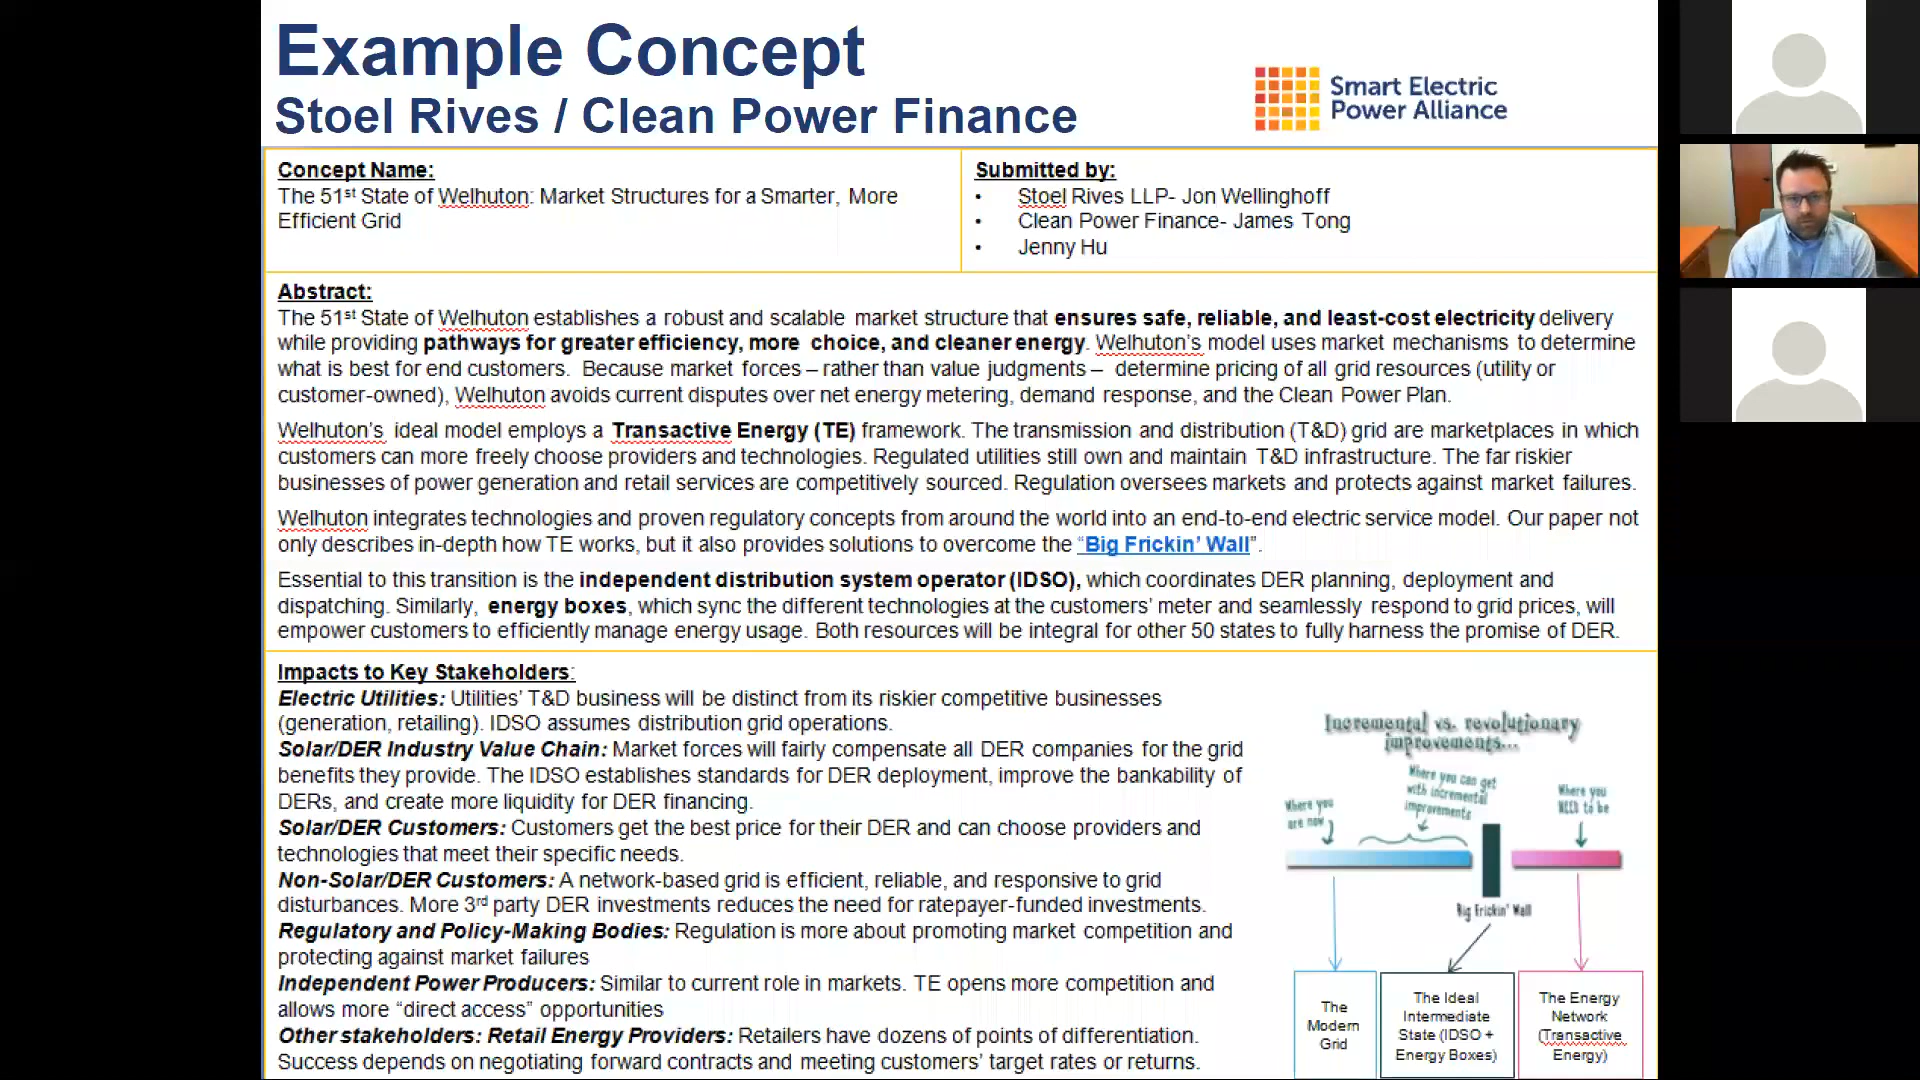 Example Concept
Stoel Rives / Clean Power Finance
Smart Electric
Power Alliance
Concept Name:
The 51st State of Welhuton: Market Structures for a Smarter, More
Efficient Grid
Submitted by:
• Stoel Rives LLP- Jon Wellinghoff
• Clean Power Finance- James Tong
• Jenny Hu
Abstract:
The 51st State of Welhuton establishes a robust and scalable market structure that ensures safe, reliable, and least-cost electricity delivery
while providing pathways for greater efficiency, more choice, and cleaner energy. Welhuton's model uses market mechanisms to determine
what is best for end customers. Because market forces – rather than value judgments – determine pricing of all grid resources (utility or
customer-owned), Welhuton avoids current disputes over net energy metering, demand response, and the Clean Power Plan.
Welhuton's ideal model employs a Transactive Energy (TE) framework. The transmission and distribution (T&D) grid are marketplaces in which
customers can more freely choose providers and technologies. Regulated utilities still own and maintain T&D infrastructure. The far riskier
businesses of power generation and retail services are competitively sourced. Regulation oversees markets and protects against market failures.
Welhuton integrates technologies and proven regulatory concepts from around the world into an end-to-end electric service model. Our paper not
only describes in-depth how TE works, but it also provides solutions to overcome the “Big Frickin' Wall”.
Essential to this transition is the independent distribution system operator (IDSO), which coordinates DER planning, deployment and
dispatching. Similarly, energy boxes, which sync the different technologies at the customers' meter and seamlessly respond to grid prices, will
empower customers to efficiently manage energy usage. Both resources will be integral for other 50 states to fully harness the promise of DER.
Impacts to Key Stakeholders:
Electric Utilities: Utilities' T&D business will be distinct from its riskier competitive businesses
(generation, retailing). IDSO assumes distribution grid operations.
Solar/DER Industry Value Chain: Market forces will fairly compensate all DER companies for the grid
benefits they provide. The IDSO establishes standards for DER deployment, improve the bankability of
DERs, and create more liquidity for DER financing.
Solar/DER Customers: Customers get the best price for their DER and can choose providers and
technologies that meet their specific needs.
Non-Solar/DER Customers: A network-based grid is efficient, reliable, and responsive to grid
disturbances. More 3rd party DER investments reduces the need for ratepayer-funded investments.
Regulatory and Policy-Making Bodies: Regulation is more about promoting market competition and
protecting against market failures
Independent Power Producers: Similar to current role in markets. TE opens more competition and
allows more “direct access” opportunities
Other stakeholders: Retail Energy Providers: Retailers have dozens of points of differentiation.
Success depends on negotiating forward contracts and meeting customers' target rates or returns.
Incremental vs. revolutionary
improvements...
Where you
are now
Where you can get
with incremental
improvements
Where you
NEED to be
Big Frickin' Wall
The
Modern
Grid
The Ideal
Intermediate
State (IDSO +
Energy Boxes)
The Energy
Network
(Transactive
Energy)